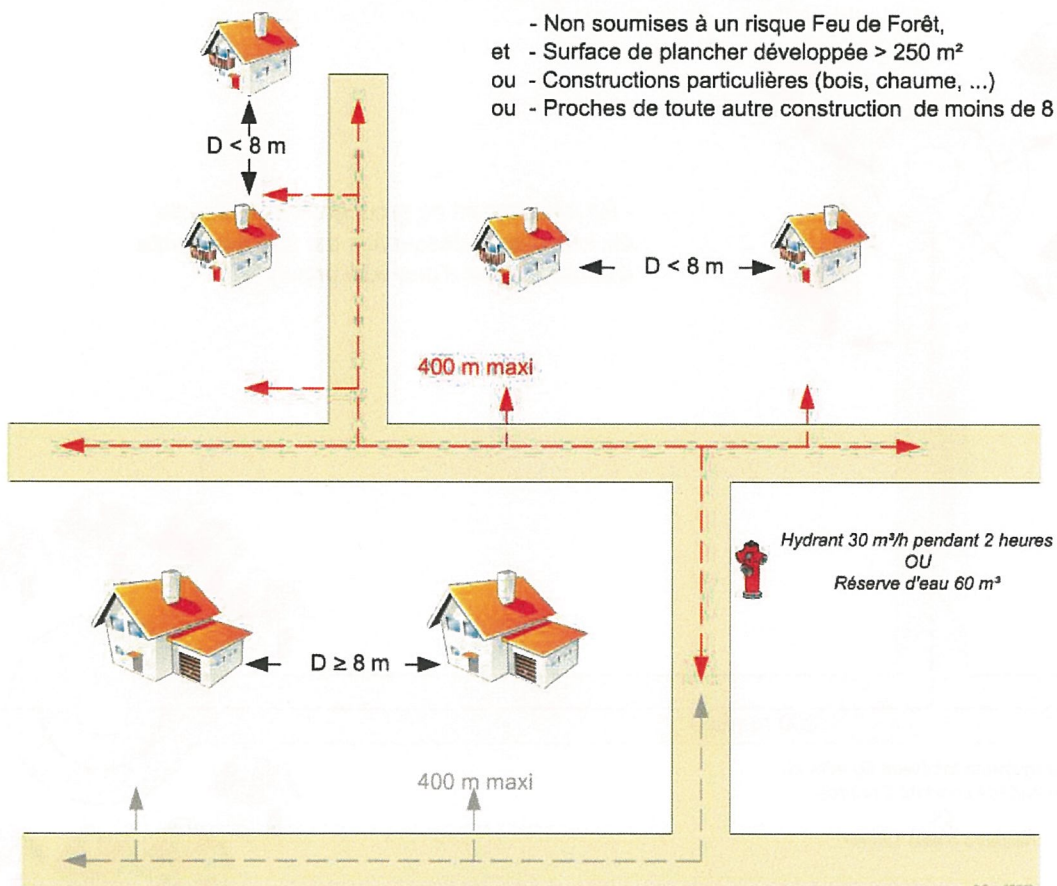 - Non soumises à un risque Feu de Forêt,
et - Surface de plancher développée > 250 m²
ou - Constructions particulières (bois, chaume, ...)
ou - Proches de toute autre construction de moins de 8
D < 8 m
D < 8 m
400 m maxi
Hydrant 30 m³/h pendant 2 heures
OU
Réserve d'eau 60 m³
D ≥ 8 m
400 m maxi